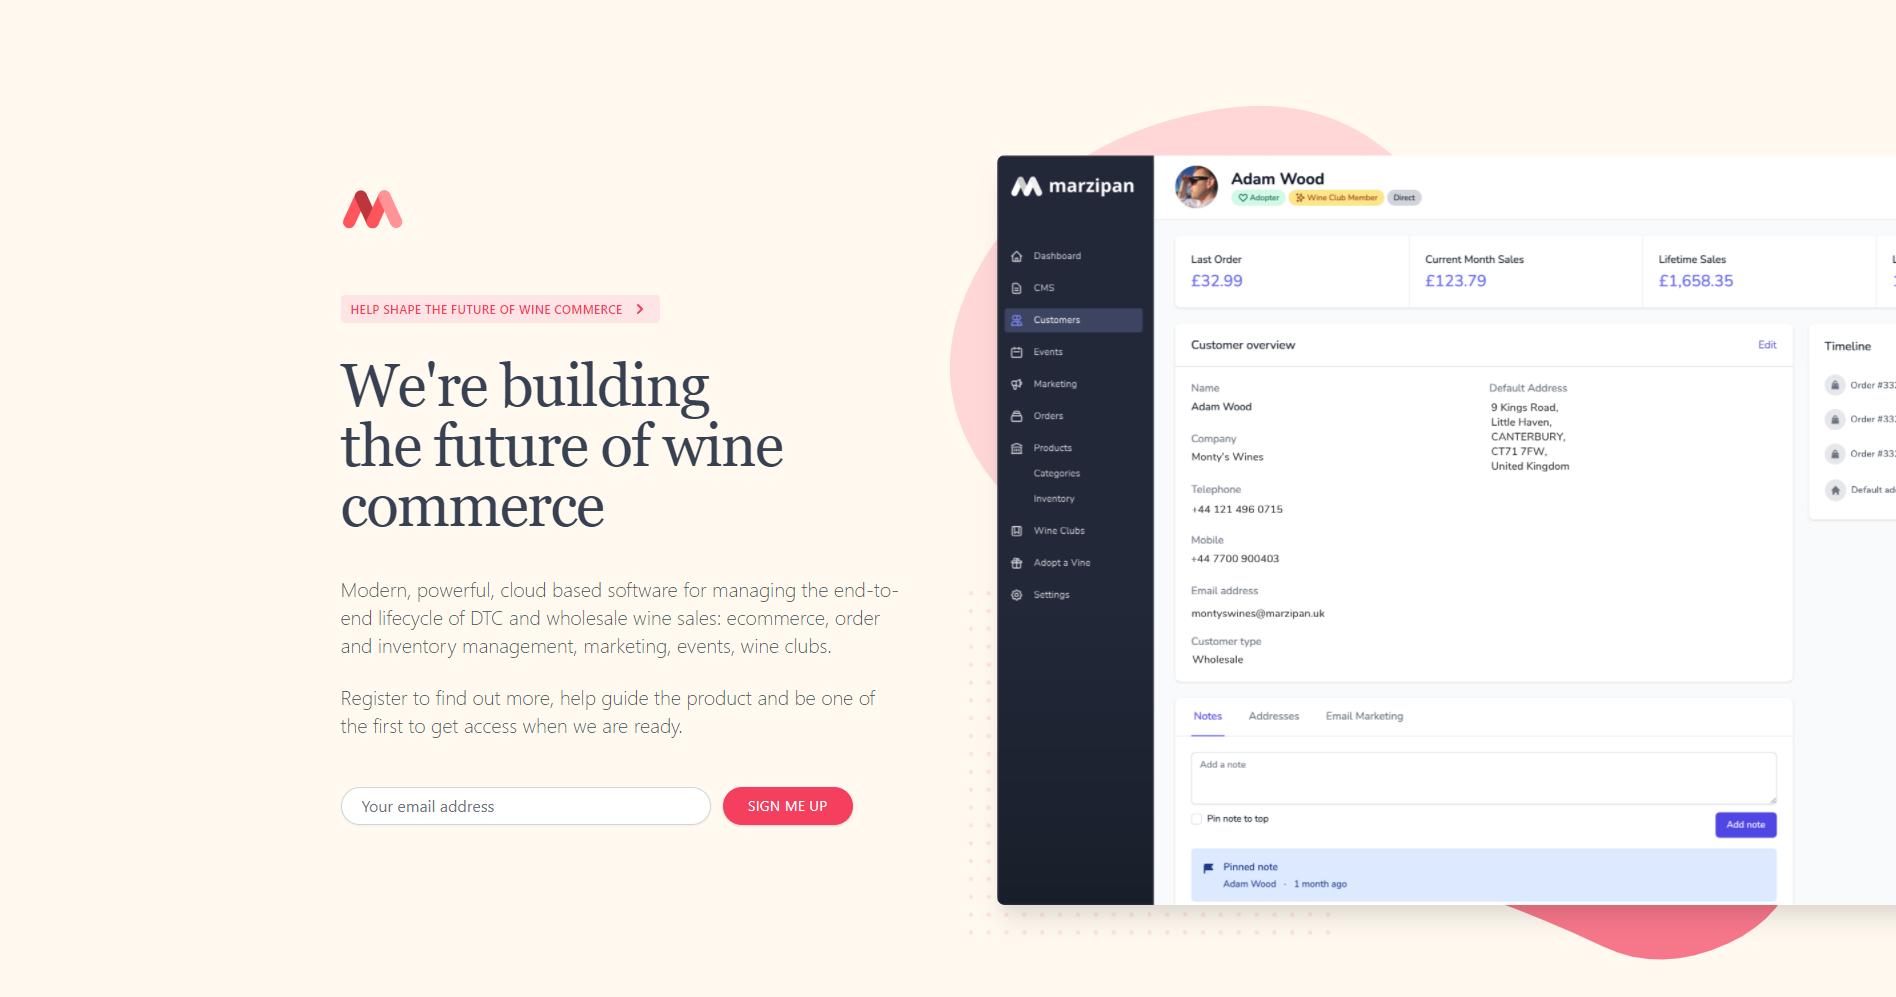 HELP SHAPE THE FUTURE OF WINE COMMERCE
We're building
the future of wine
commerce
Modern, powerful, cloud based software for managing the end-to-
end lifecycle of DTC and wholesale wine sales: ecommerce, order
and inventory management, marketing, events, wine clubs.
Register to find out more, help guide the product and be one of
the first to get access when we are ready.
Your email address
SIGN ME UP
marzipan
Dashboard
CMS
Customers
Events
Marketing
Orders
Products
Categories
Inventory
Wine Clubs
Adopt a Vine
Settings
Adam Wood
Adopter
Wine Club Member
Direct
Last Order
£32.99
Current Month Sales
£123.79
Lifetime Sales
£1,658.35
Customer overview
Edit
Name
Adam Wood
Company
Monty's Wines
Telephone
+44 121 496 0715
Mobile
+44 7700 900403
Email address
montyswines@marzipan.uk
Customer type
Wholesale
Default Address
9 Kings Road,
Little Haven,
CANTERBURY,
CT71 7FW,
United Kingdom
Timeline
Order #33
Order #33
Order #33
Default ad
Notes
Addresses
Email Marketing
Add a note
Pin note to top
Add note
Pinned note
Adam Wood · 1 month ago